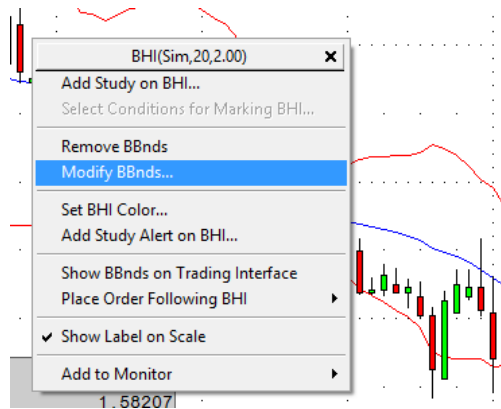 BHI(Sim,20,2.00)
Add Study on BHI...
Select Conditions for Marking BHI...
Remove BBnds
Modify BBnds...
Set BHI Color...
Add Study Alert on BHI...
Show BBnds on Trading Interface
Place Order Following BHI
Show Label on Scale
Add to Monitor
1.58207